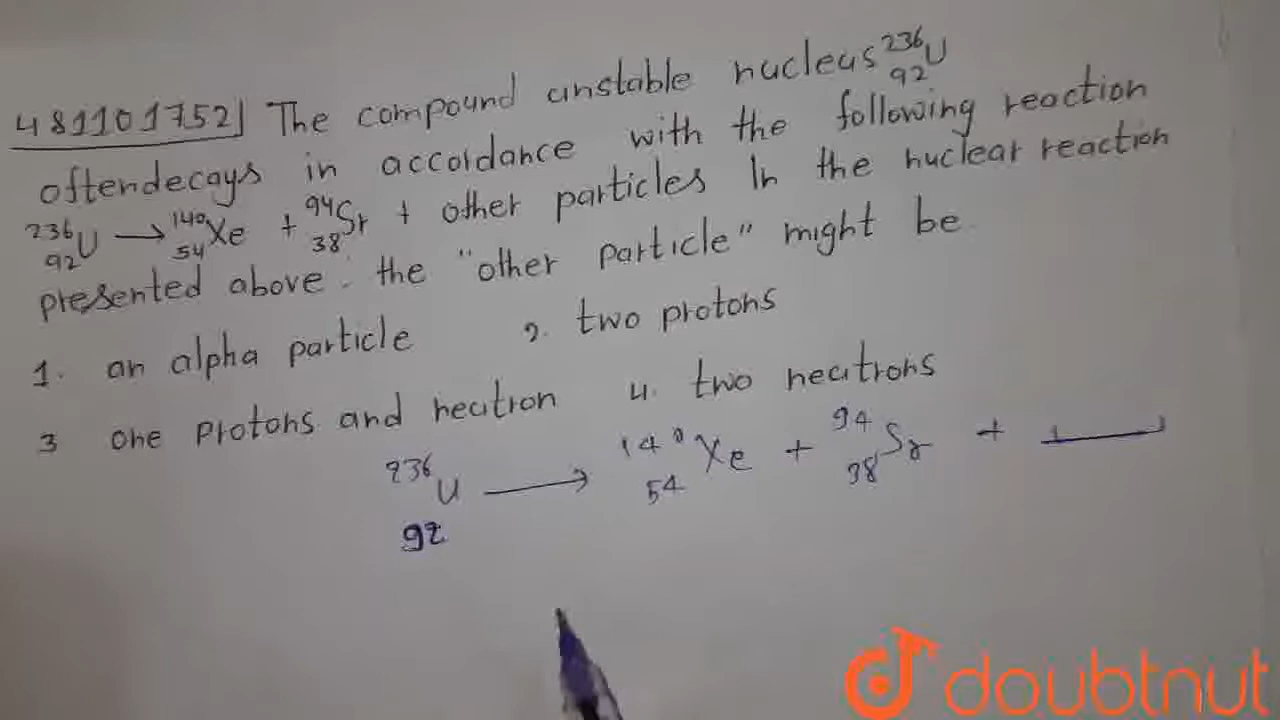 481101752] The compound unstable nucleus ²³⁶₉₂U
oftendecays in accordance with the following reaction
²³⁶₉₂U → ¹⁴⁰₅₄Xe + ⁹⁴₃₈Sr + other particles In the nuclear reaction
presented above. the "other particle" might be
1. an alpha particle 2. two protons
3 one protons and neutron 4. two neutrons
²³⁶₉₂U → ¹⁴⁰₅₄Xe + ⁹⁴₃₈Sr + ___
doubtnut